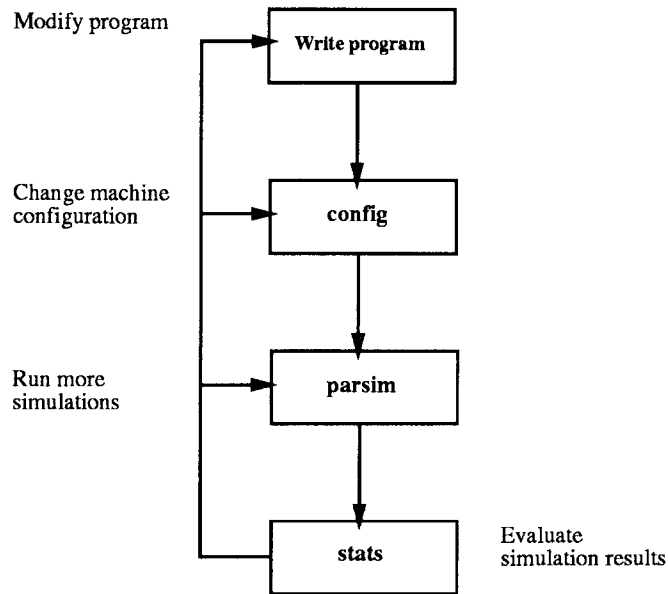 Modify program
Write program
Change machine
configuration
config
Run more
simulations
parsim
stats
Evaluate
simulation results